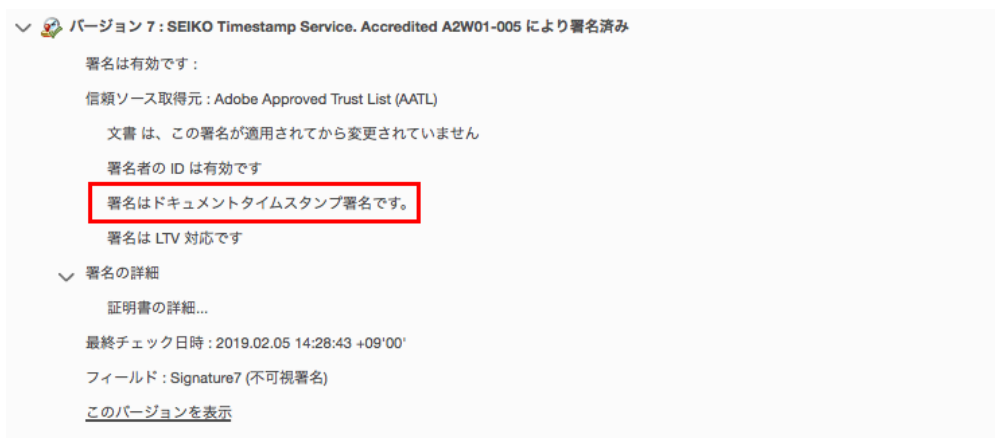 バージョン 7 : SEIKO Timestamp Service. Accredited A2W01-005 により署名済み
署名は有効です :
信頼ソース取得元 : Adobe Approved Trust List (AATL)
文書 は、この署名が適用されてから変更されていません
署名者の ID は有効です
署名はドキュメントタイムスタンプ署名です。
署名は LTV 対応です
署名の詳細
証明書の詳細...
最終チェック日時 : 2019.02.05 14:28:43 +09'00'
フィールド : Signature7 (不可視署名)
このバージョンを表示